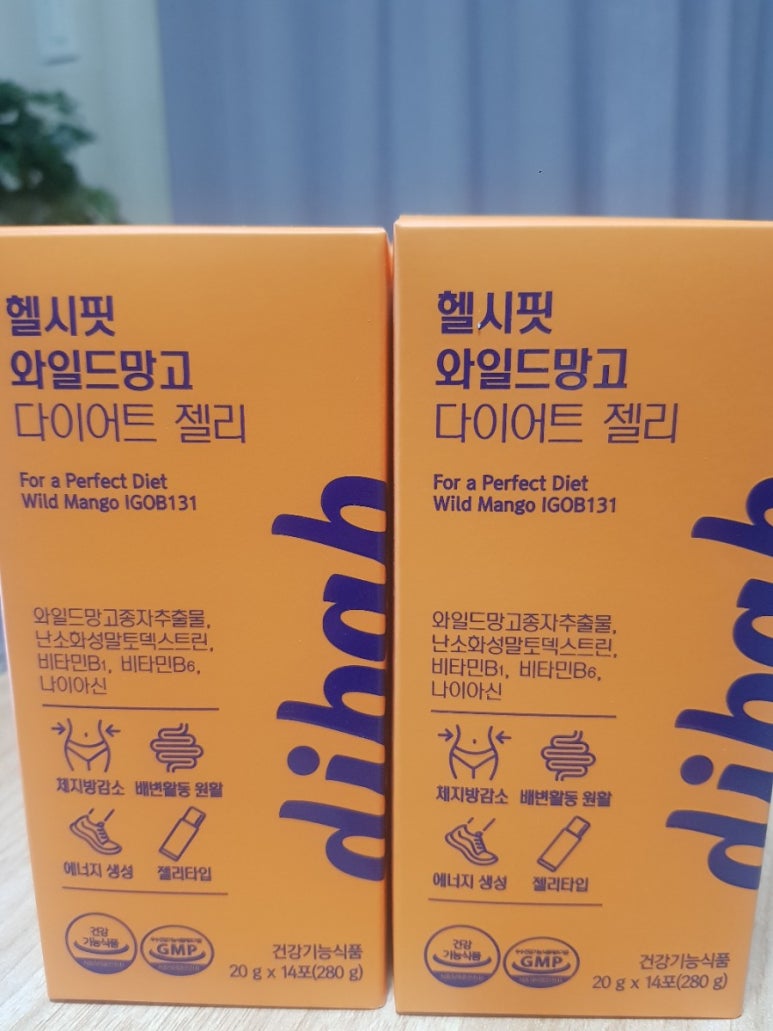 헬시핏
와일드망고
다이어트 젤리
For a Perfect Diet
Wild Mango IGOB131
dihab
와일드망고종자추출물,
난소화성말토덱스트린,
비타민B1, 비타민B6,
나이아신
체지방감소 배변활동 원활
에너지 생성 젤리타입
건강
기능식품
GMP
건강기능식품
20 g x 14포(280 g)
헬시핏
와일드망고
다이어트 젤리
For a Perfect Diet
Wild Mango IGOB131
dihab
와일드망고종자추출물,
난소화성말토덱스트린,
비타민B1, 비타민B6,
나이아신
체지방감소 배변활동 원활
에너지 생성 젤리타입
건강
기능식품
GMP
건강기능식품
20 g x 14포(280 g)